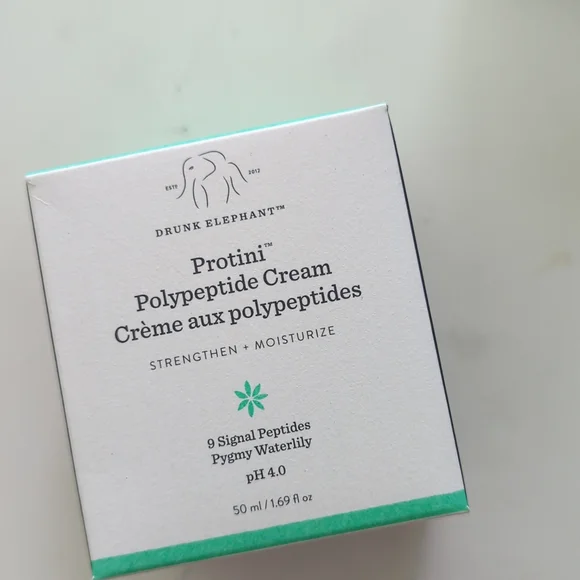 ESTD 2012
DRUNK ELEPHANT™
Protini™
Polypeptide Cream
Crème aux polypeptides
STRENGTHEN + MOISTURIZE
9 Signal Peptides
Pygmy Waterlily
pH 4.0
50 ml / 1.69 fl oz